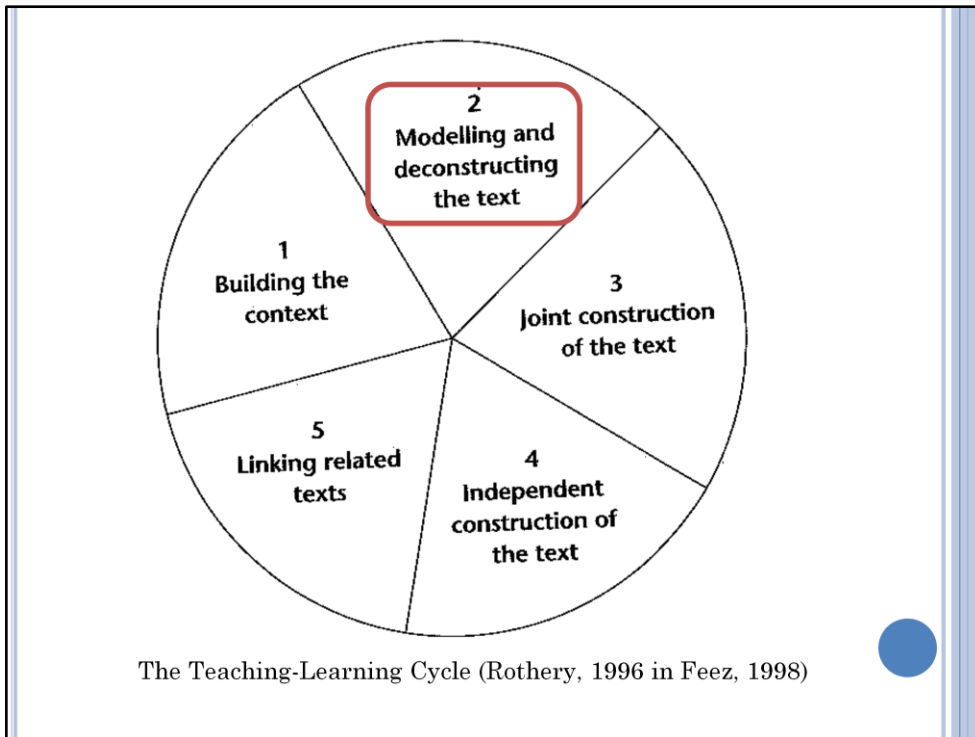 1
Building the
context
2
Modelling and
deconstructing
the text
3
Joint construction
of the text
4
Independent
construction of
the text
5
Linking related
texts
The Teaching-Learning Cycle (Rothery, 1996 in Feez, 1998)